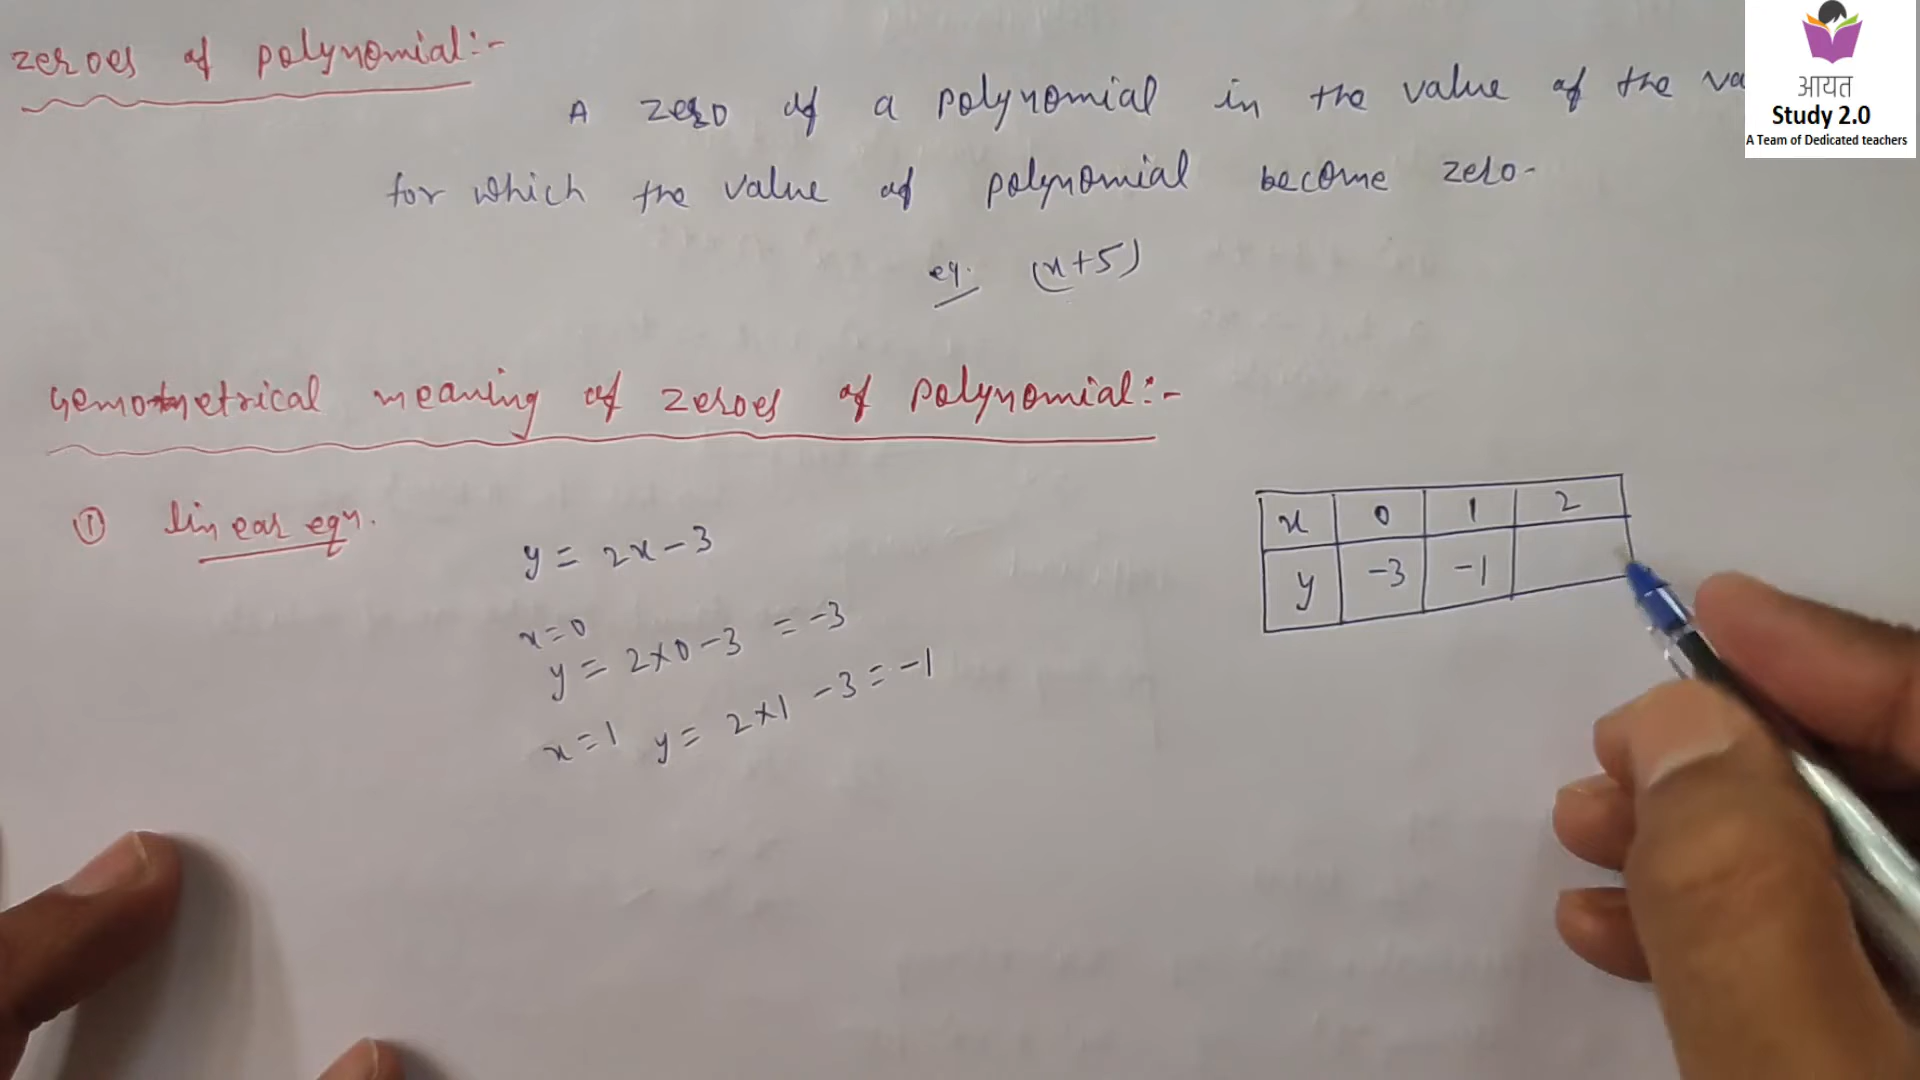 zeroes of polynomial:-
A zero of a polynomial in the value of the va
for which the value of polynomial become zero.
eg. (x+5)
Gemometrical meaning of zeroes of polynomial:-
① linear eqn.
y = 2x-3
x=0
y = 2×0-3 = -3
x=1 y= 2×1 -3=-1
x 0 1 2
y -3 -1
आयत
Study 2.0
A Team of Dedicated teachers